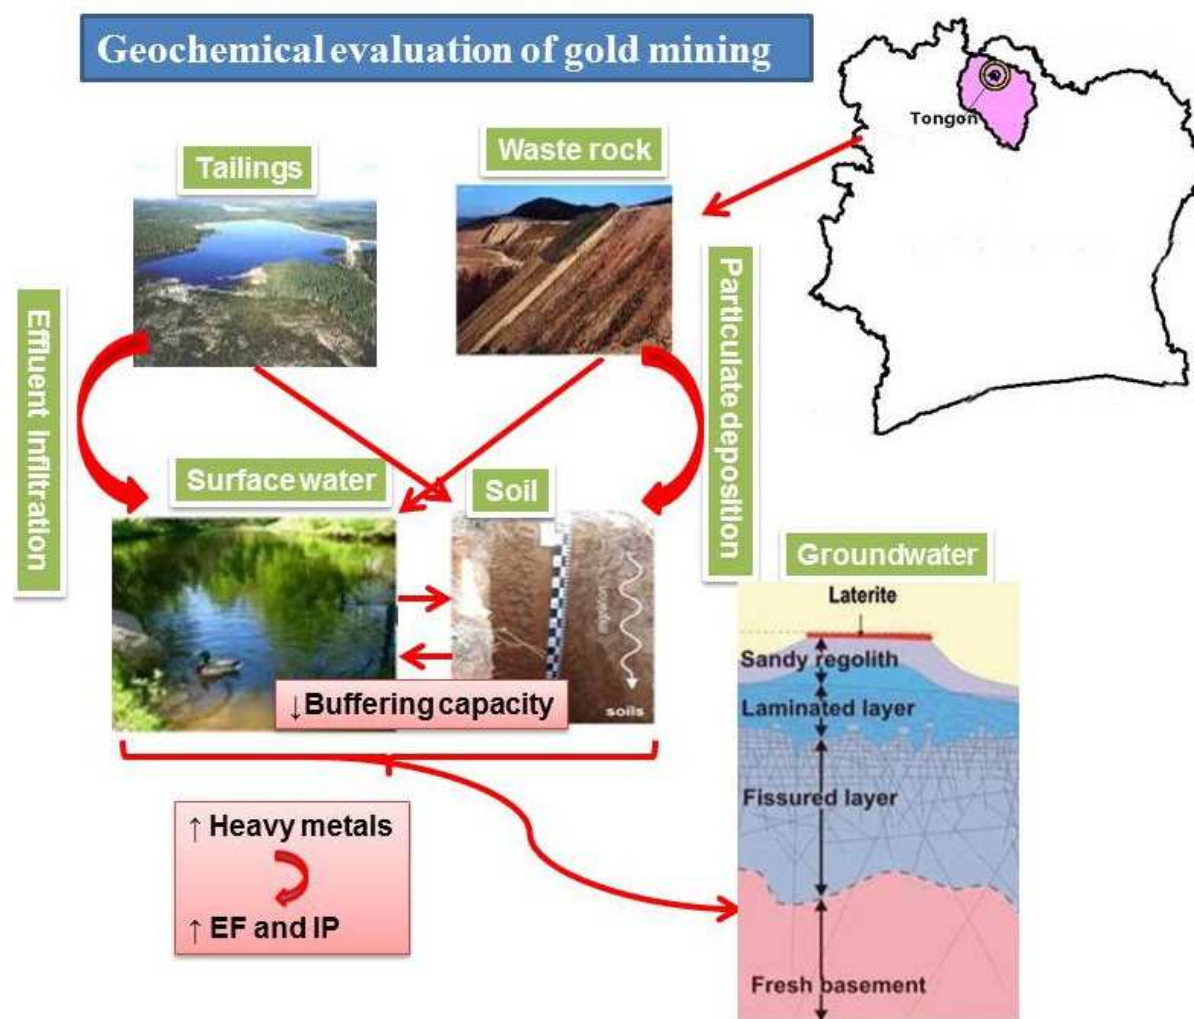 Geochemical evaluation of gold mining
Tongon
Tailings
Waste rock
Effluent Infiltration
Particulate deposition
Surface water
Soil
soils
↓Buffering capacity
↑ Heavy metals
↑ EF and IP
Groundwater
Laterite
Sandy regolith
Laminated layer
Fissured layer
Fresh basement